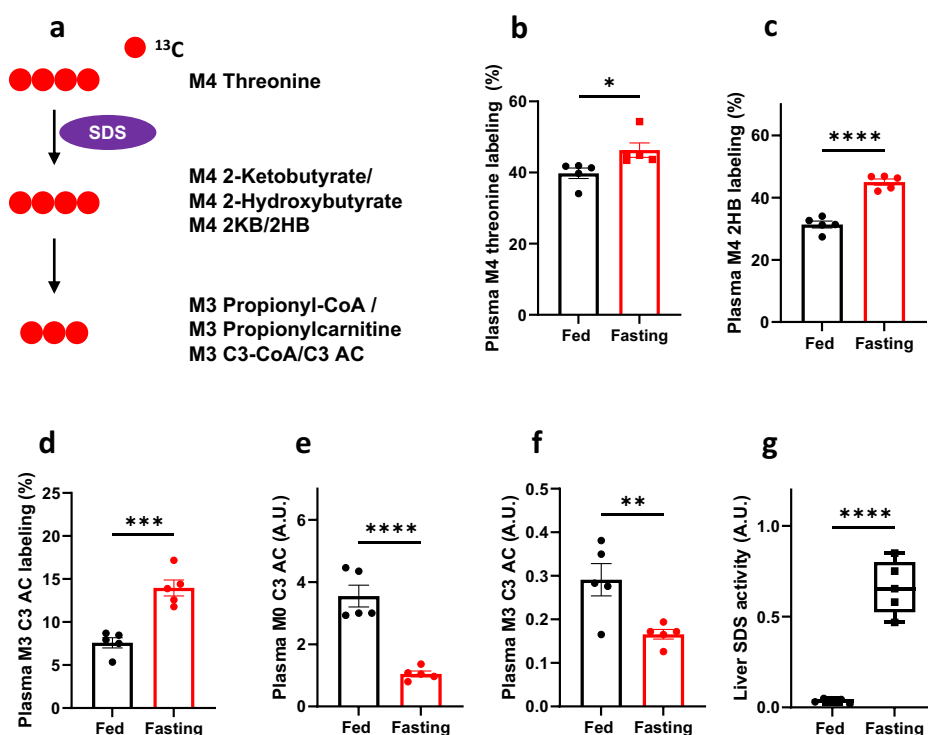 a
¹³C
M4 Threonine
SDS
M4 2-Ketobutyrate/
M4 2-Hydroxybutyrate
M4 2KB/2HB
M3 Propionyl-CoA /
M3 Propionylcarnitine
M3 C3-CoA/C3 AC
b
Plasma M4 threonine labeling (%)
60
40
20
0
*
Fed
Fasting
c
Plasma M4 2HB labeling (%)
60
40
20
0
****
Fed
Fasting
d
Plasma M3 C3 AC labeling (%)
25
20
15
10
5
0
***
Fed
Fasting
e
Plasma M0 C3 AC (A.U.)
6
4
2
0
****
Fed
Fasting
f
Plasma M3 C3 AC (A.U.)
0.5
0.4
0.3
0.2
0.1
0.0
**
Fed
Fasting
g
Liver SDS activity (A.U.)
1.0
0.5
0.0
****
Fed
Fasting